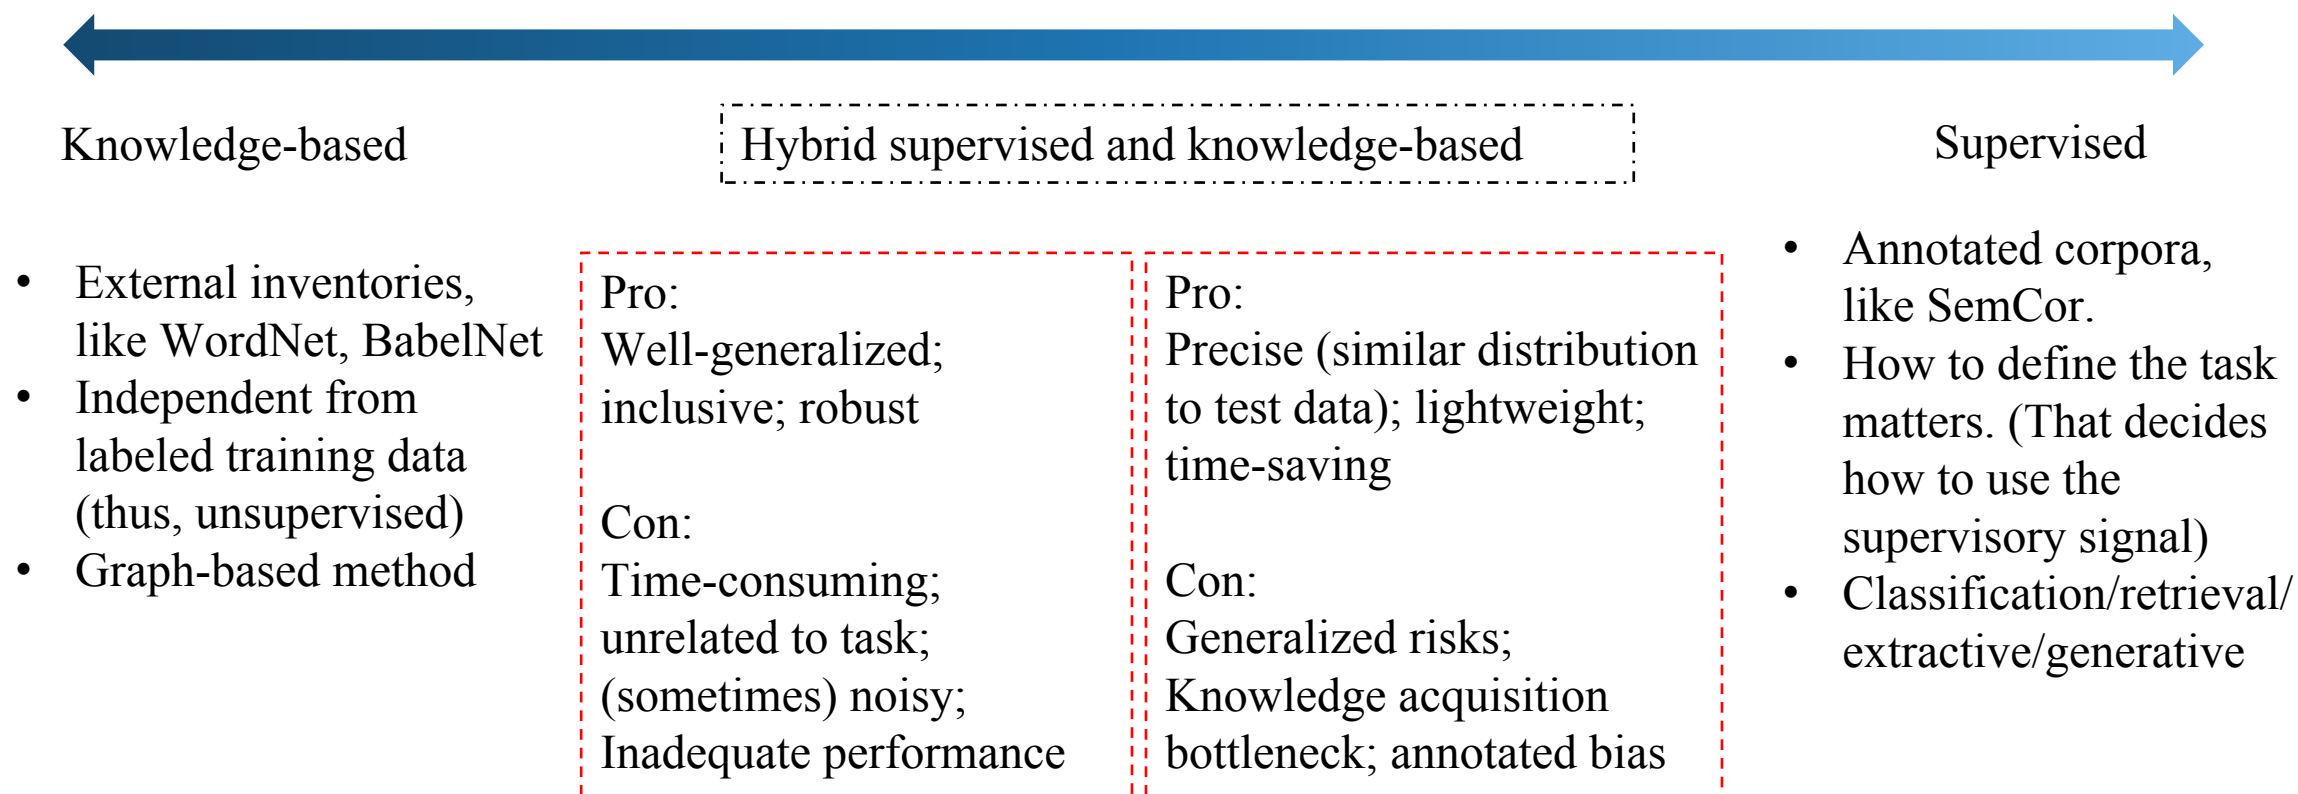 Knowledge-based
Hybrid supervised and knowledge-based
Supervised
• External inventories,
like WordNet, BabelNet
• Independent from
labeled training data
(thus, unsupervised)
• Graph-based method
Pro:
Well-generalized;
inclusive; robust
Con:
Time-consuming;
unrelated to task;
(sometimes) noisy;
Inadequate performance
Pro:
Precise (similar distribution
to test data); lightweight;
time-saving
Con:
Generalized risks;
Knowledge acquisition
bottleneck; annotated bias
• Annotated corpora,
like SemCor.
• How to define the task
matters. (That decides
how to use the
supervisory signal)
• Classification/retrieval/
extractive/generative